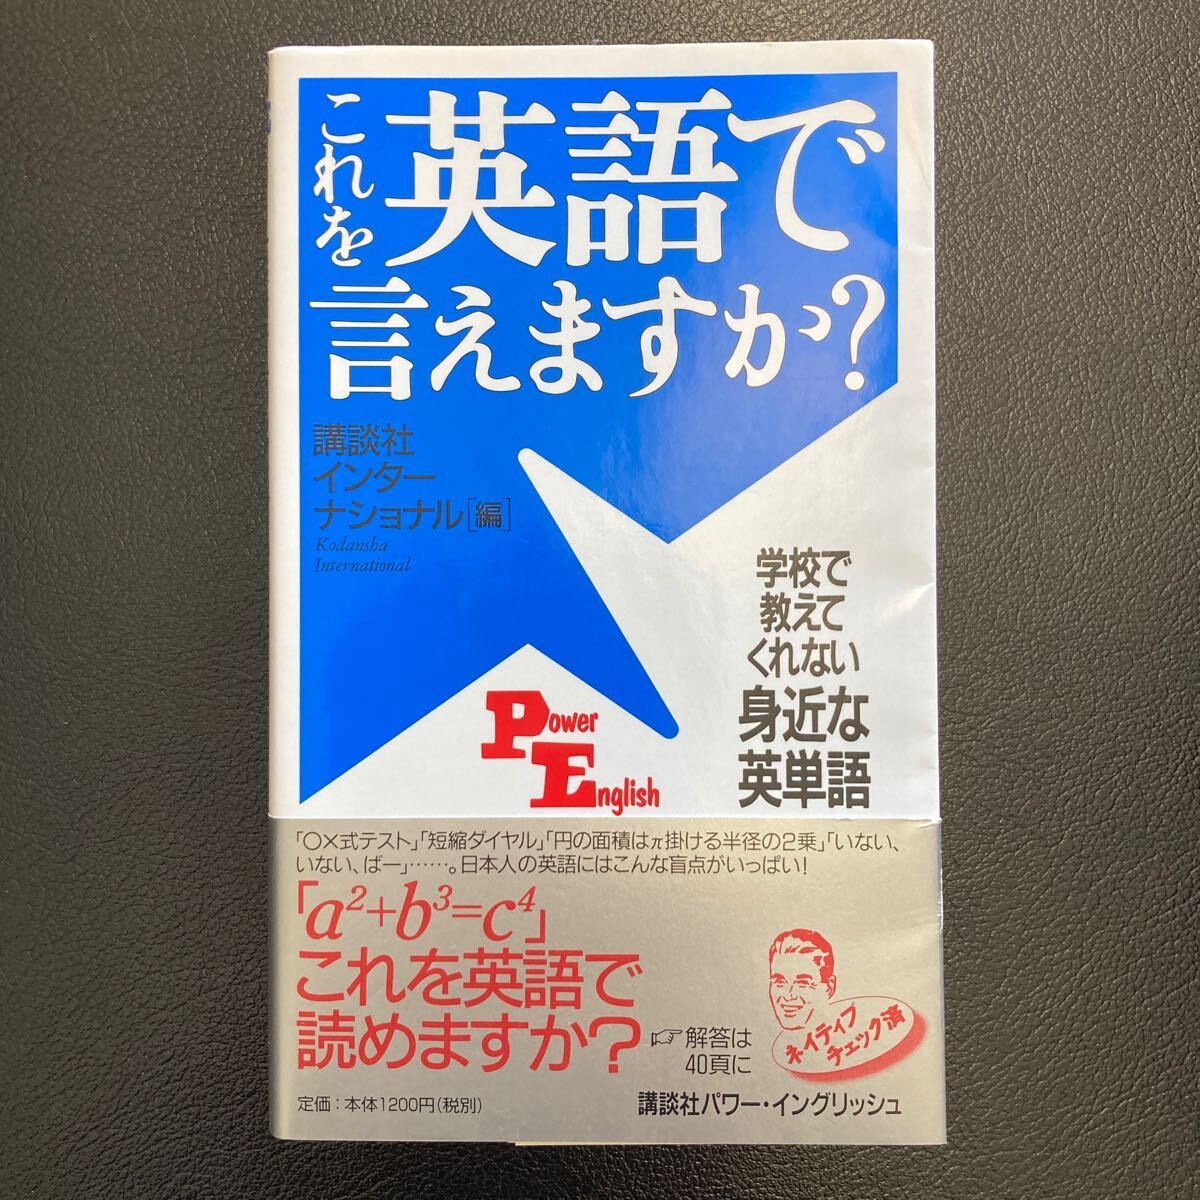 これを
英語で
言えますか?
講談社
インター
ナショナル[編]
Kodansha
International
学校で
教えて
くれない
身近な
英単語
Power
English
「○×式テスト」「短縮ダイヤル」「円の面積はπ掛ける半径の2乗」「いない、
いない、ばー」……。日本人の英語にはこんな盲点がいっぱい!
「a²+b³=c⁴」
これを英語で
読めますか?
☞解答は
40頁に
ネイティブ
チェック済
定価:本体1200円(税別)
講談社パワー・イングリッシュ